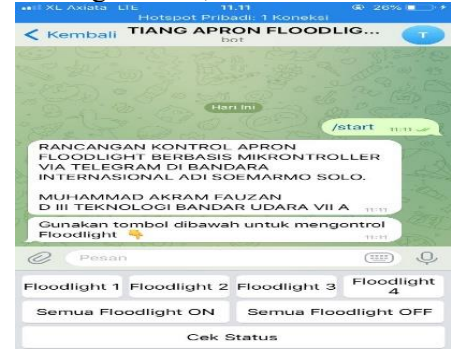 XL Axiata LTE 11.11 26%
Hotspot Pribadi: 1 Koneksi
Kembali TIANG APRON FLOODLIG... T
bot
Hari Ini
/start 11:11
RANCANGAN KONTROL APRON
FLOODLIGHT BERBASIS MIKRONTROLLER
VIA TELEGRAM DI BANDARA
INTERNASIONAL ADI SOEMARMO SOLO.
MUHAMMAD AKRAM FAUZAN
D III TEKNOLOGI BANDAR UDARA VII A 11:11
Gunakan tombol dibawah untuk mengontrol
Floodlight 11:11
Pesan
Floodlight 1 Floodlight 2 Floodlight 3 Floodlight
4
Semua Floodlight ON Semua Floodlight OFF
Cek Status